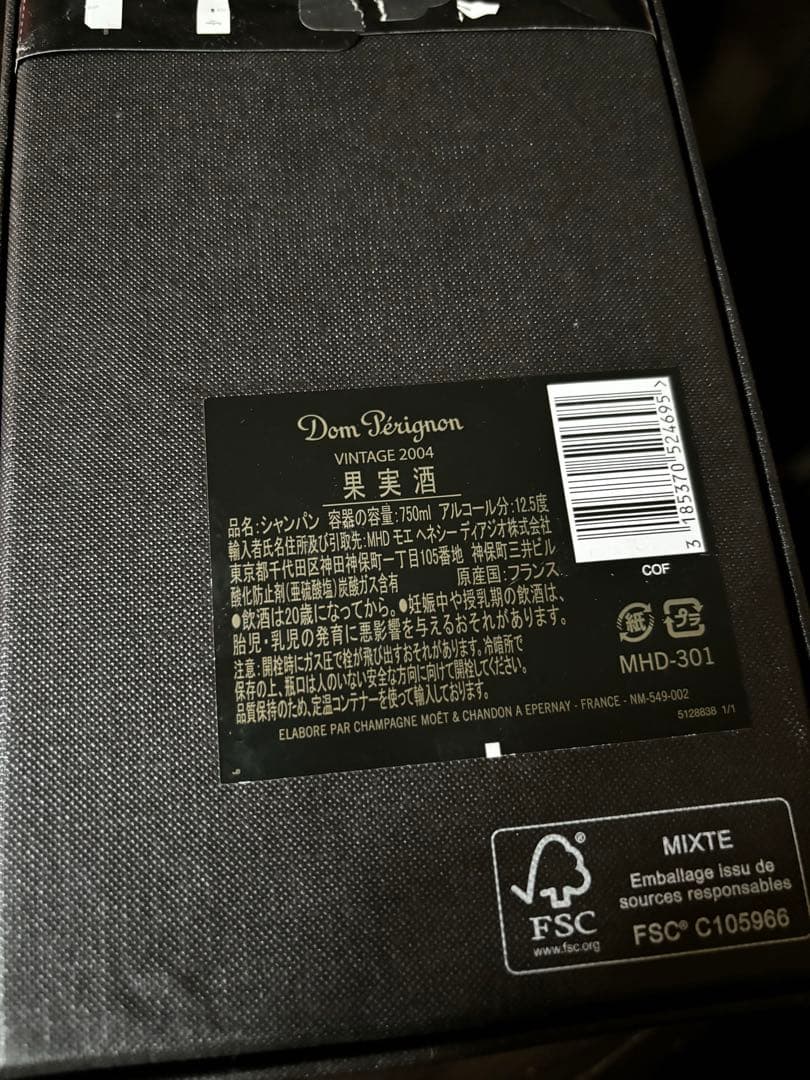 Dom Pérignon
VINTAGE 2004
果実酒
品名:シャンパン 容器の容量:750ml アルコール分:12.5度
輸入者氏名住所及び引取先:MHD モエ ヘネシー ディアジオ株式会社
東京都千代田区神田神保町一丁目105番地 神保町三井ビル
酸化防止剤(亜硫酸塩)炭酸ガス含有 原産国:フランス
●飲酒は20歳になってから。●妊娠中や授乳期の飲酒は、
胎児・乳児の発育に悪影響を与えるおそれがあります。
注意:開栓時にガス圧で栓が飛び出すおそれがあります。冷暗所で
保存の上、瓶口は人のいない安全な方向に向けて開栓してください。
品質保持のため、定温コンテナーを使って輸入しております。
ELABORE PAR CHAMPAGNE MOËT & CHANDON A EPERNAY - FRANCE - NM-549-002
3 185370 524695 >
COF
紙 プラ
MHD-301
5128838 1/1
FSC®
www.fsc.org
MIXTE
Emballage issu de
sources responsables
FSC® C105966